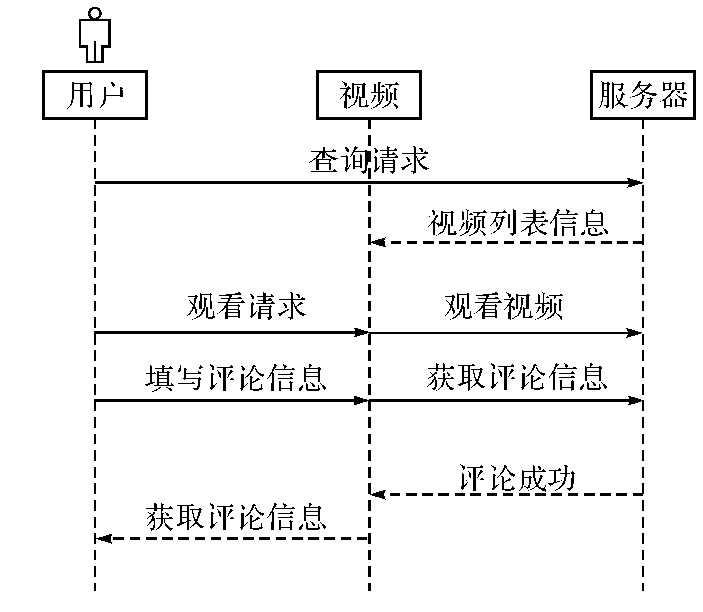 用户
视频
服务器
查询请求
视频列表信息
观看请求
观看视频
填写评论信息
获取评论信息
评论成功
获取评论信息